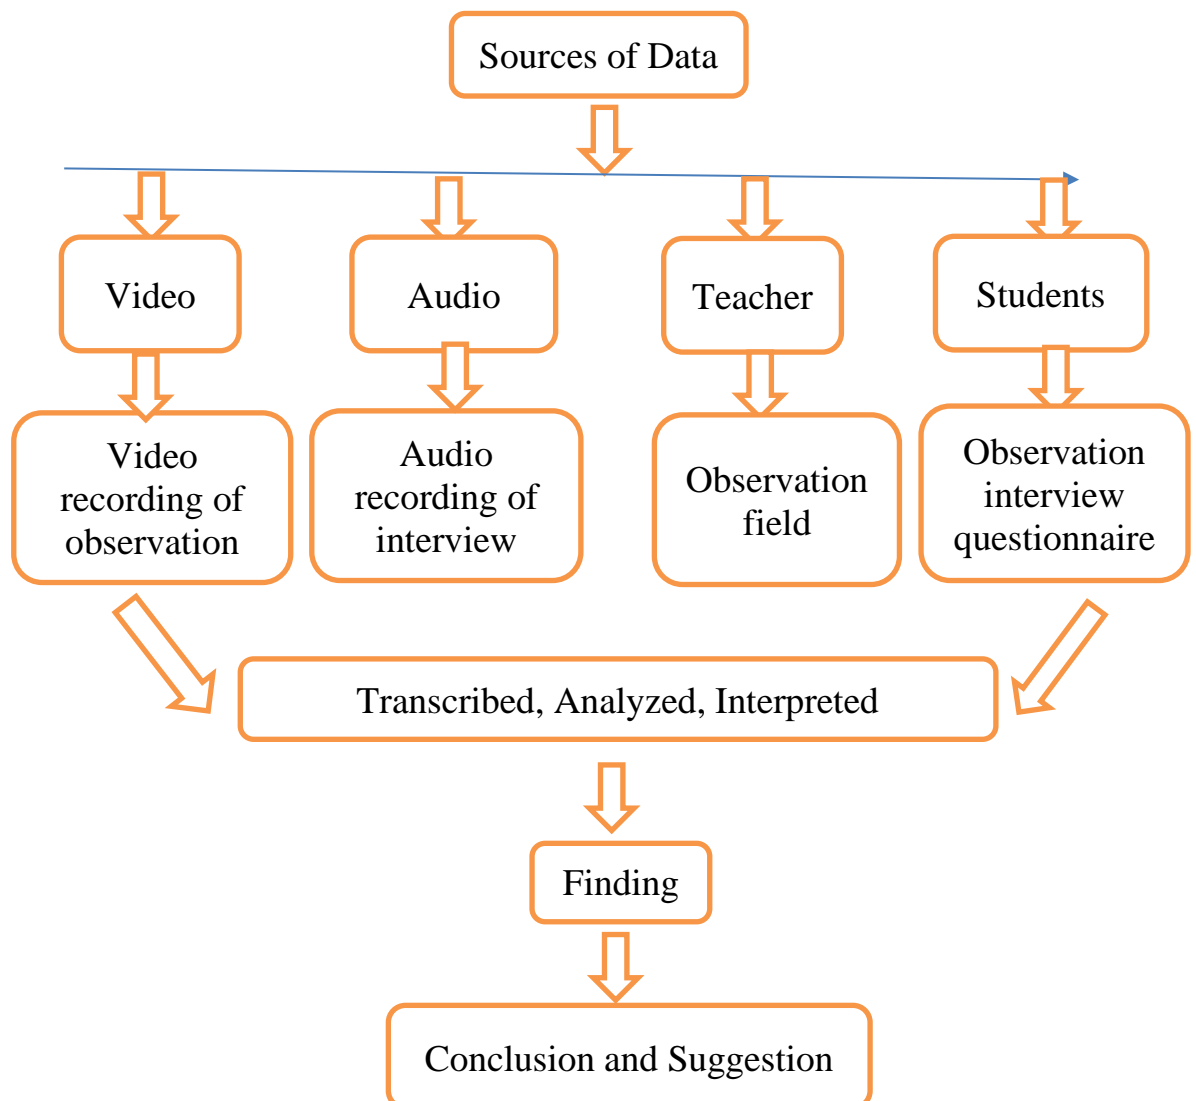 Sources of Data
Video
Audio
Teacher
Students
Video
recording of
observation
Audio
recording of
interview
Observation
field
Observation
interview
questionnaire
Transcribed, Analyzed, Interpreted
Finding
Conclusion and Suggestion